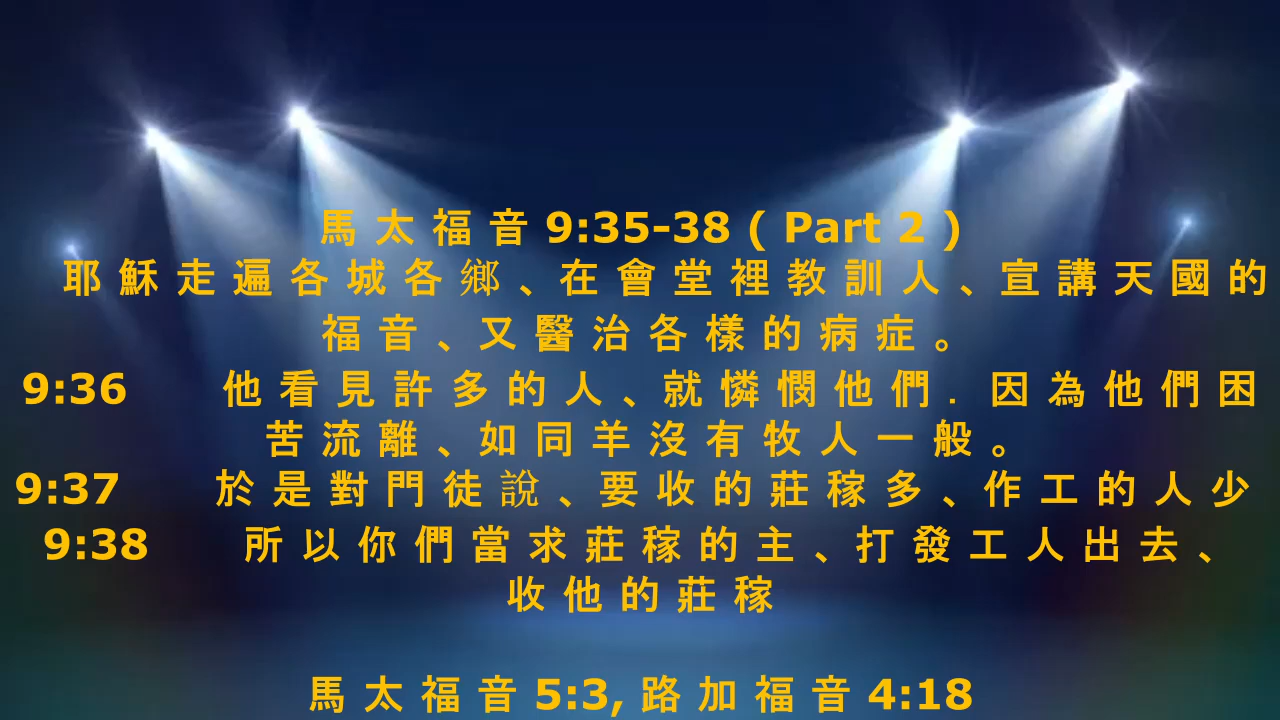 馬 太 福 音 9:35-38 ( Part 2 )
耶 穌 走 遍 各 城 各 鄉 、在 會 堂 裡 教 訓 人 、宣 講 天 國 的
福 音 、又 醫 治 各 樣 的 病 症 。
9:36 他 看 見 許 多 的 人 、就 憐 憫 他 們 . 因 為 他 們 困
苦 流 離 、如 同 羊 沒 有 牧 人 一 般 。
9:37 於 是 對 門 徒 說 、要 收 的 莊 稼 多 、作 工 的 人 少
9:38 所 以 你 們 當 求 莊 稼 的 主 、打 發 工 人 出 去 、
收 他 的 莊 稼
馬 太 福 音 5:3, 路 加 福 音 4:18